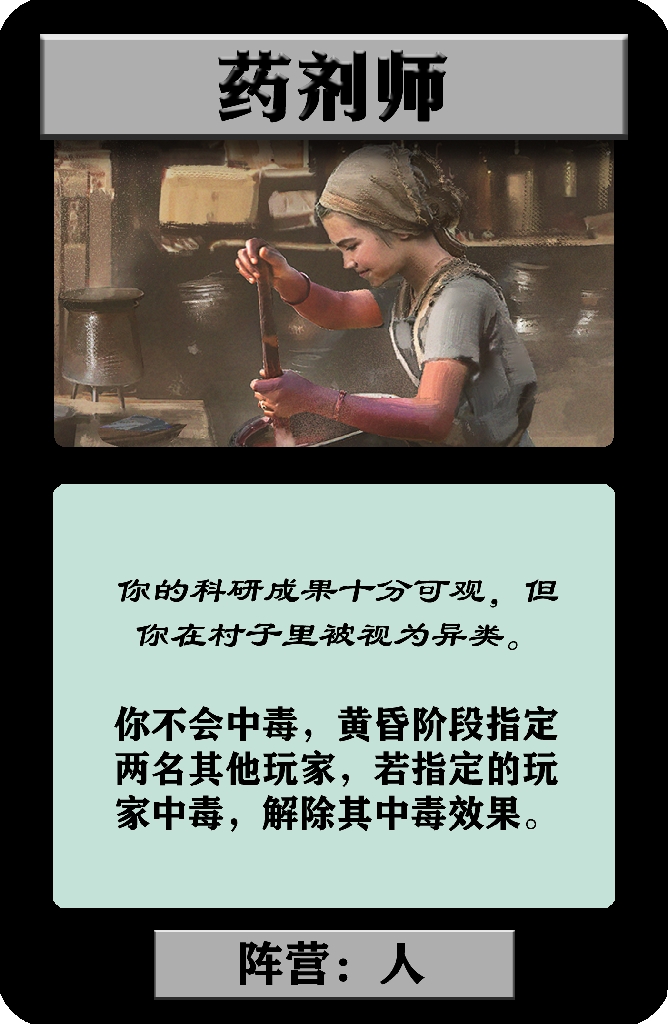 药剂师
你的科研成果十分可观，但
你在村子里被视为异类。
你不会中毒，黄昏阶段指定
两名其他玩家，若指定的玩
家中毒，解除其中毒效果。
阵营：人